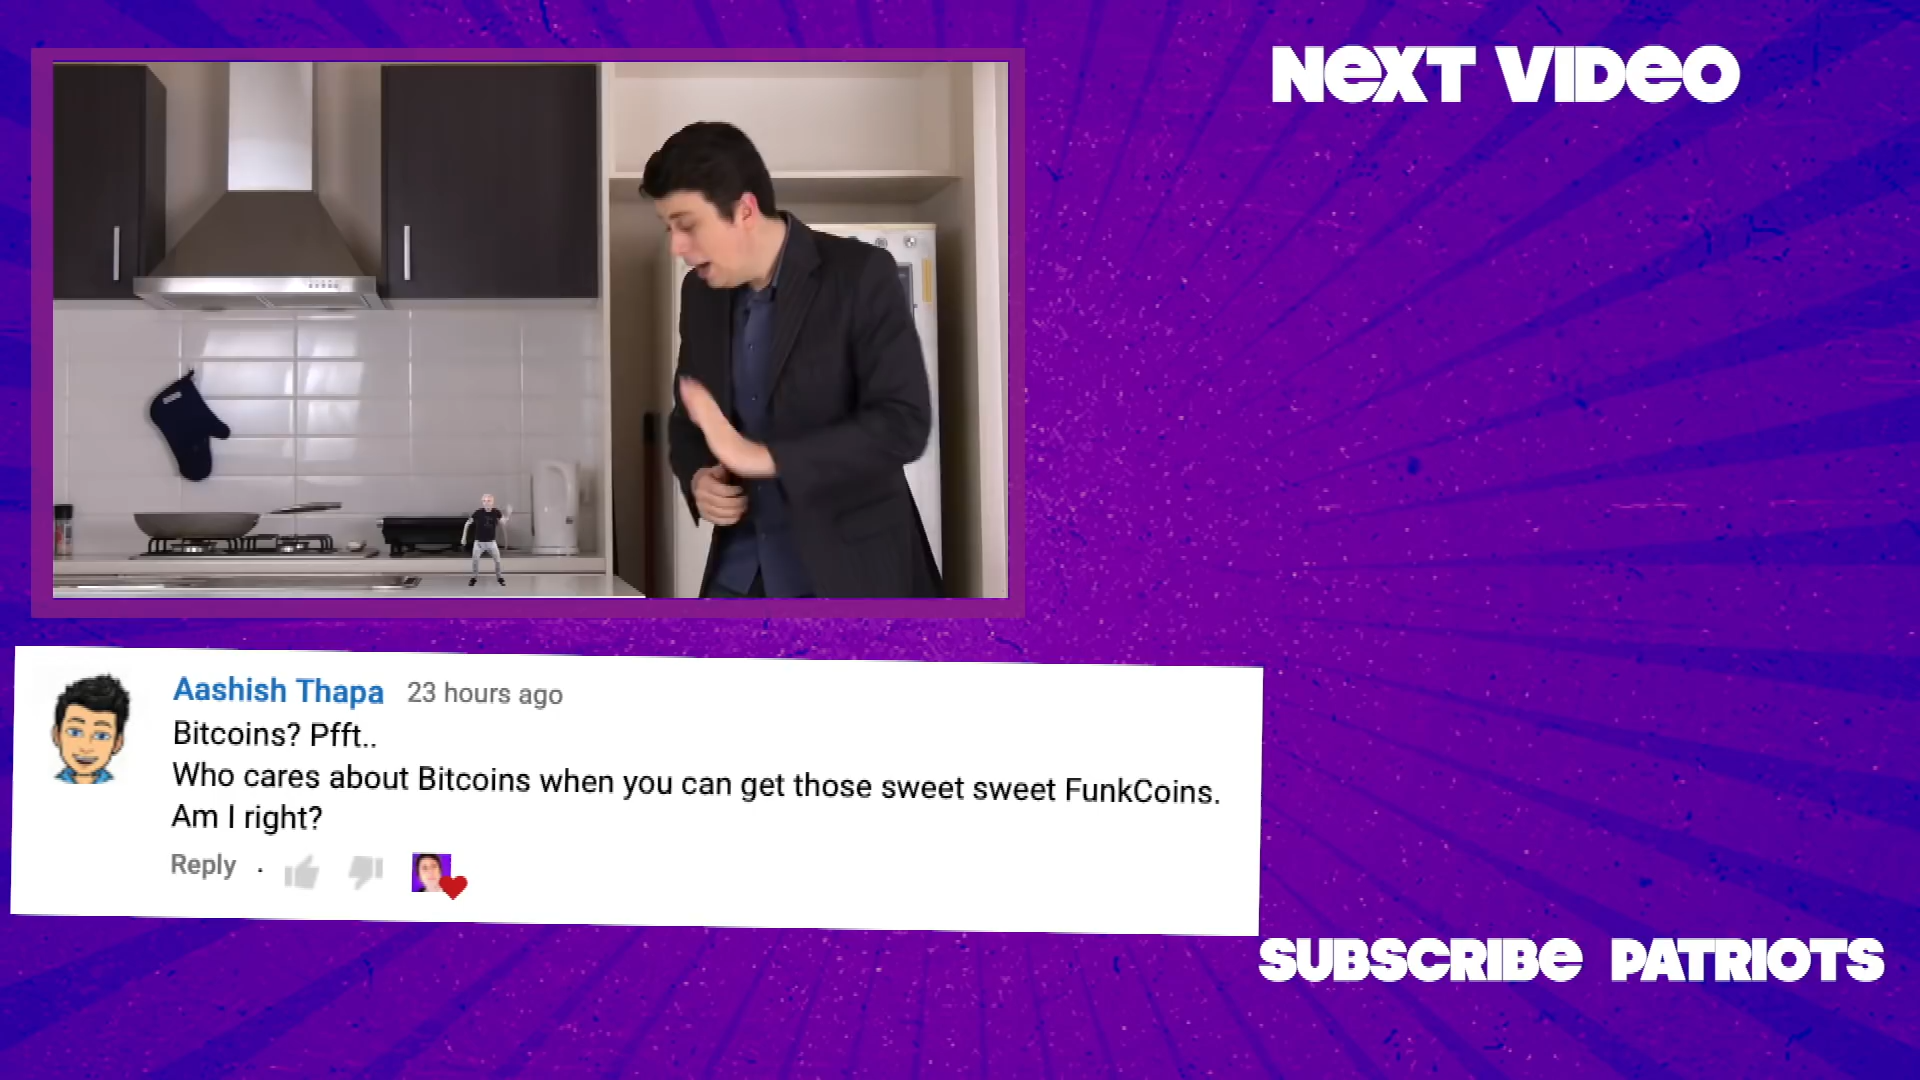 NEXT VIDEO
Aashish Thapa 23 hours ago
Bitcoins? Pfft..
Who cares about Bitcoins when you can get those sweet sweet FunkCoins.
Am I right?
Reply .
SUBSCRIBE PATRIOTS